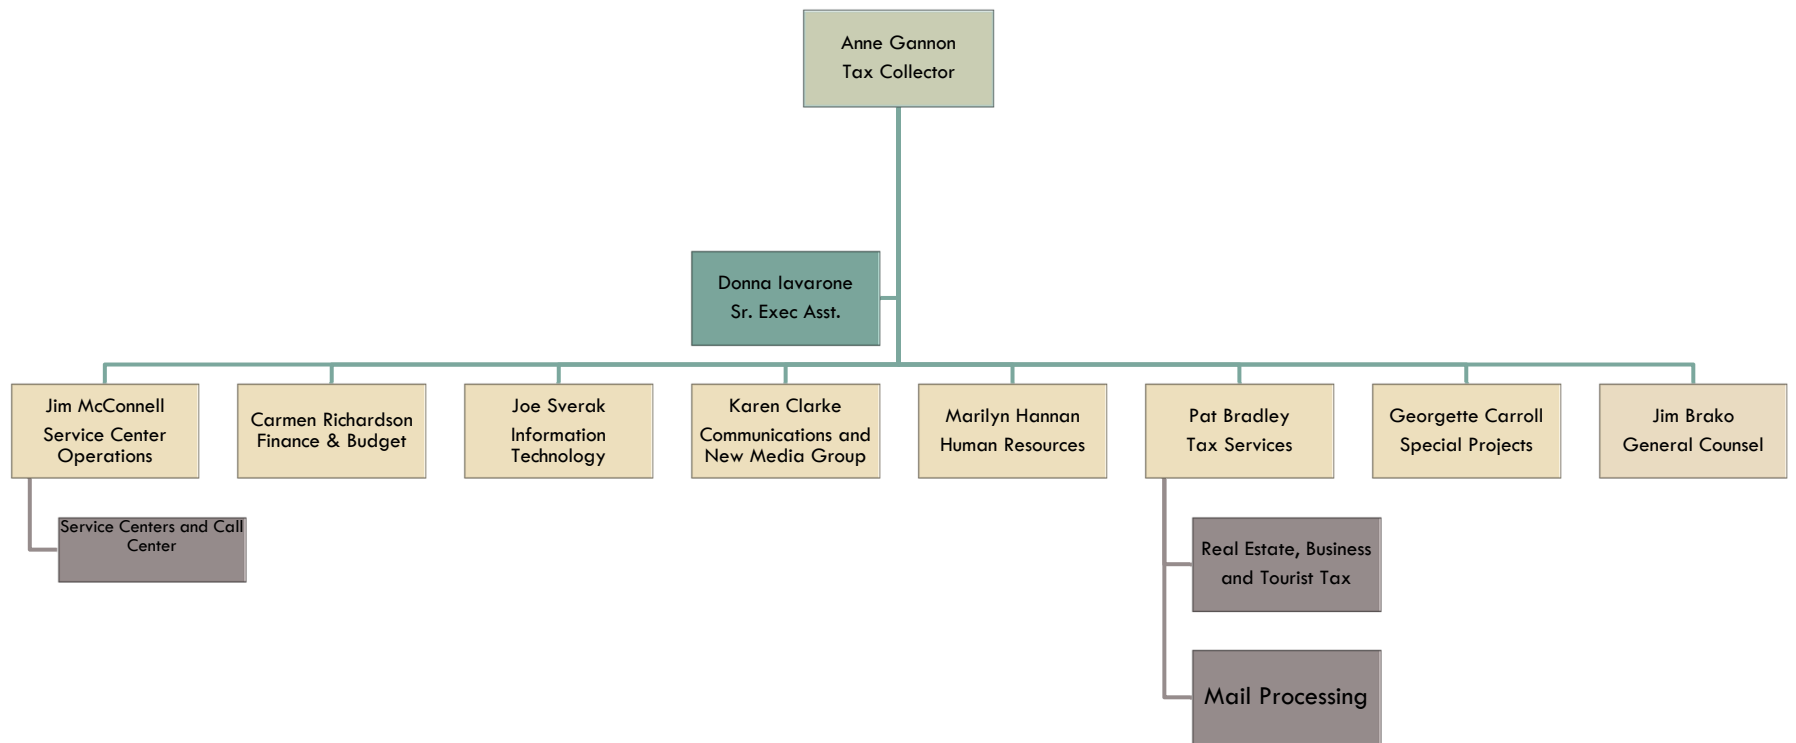 Anne Gannon
Tax Collector
Donna Iavarone
Sr. Exec Asst.
Jim McConnell
Service Center
Operations
Carmen Richardson
Finance & Budget
Joe Sverak
Information
Technology
Karen Clarke
Communications and
New Media Group
Marilyn Hannan
Human Resources
Pat Bradley
Tax Services
Georgette Carroll
Special Projects
Jim Brako
General Counsel
Service Centers and Call
Center
Real Estate, Business
and Tourist Tax
Mail Processing